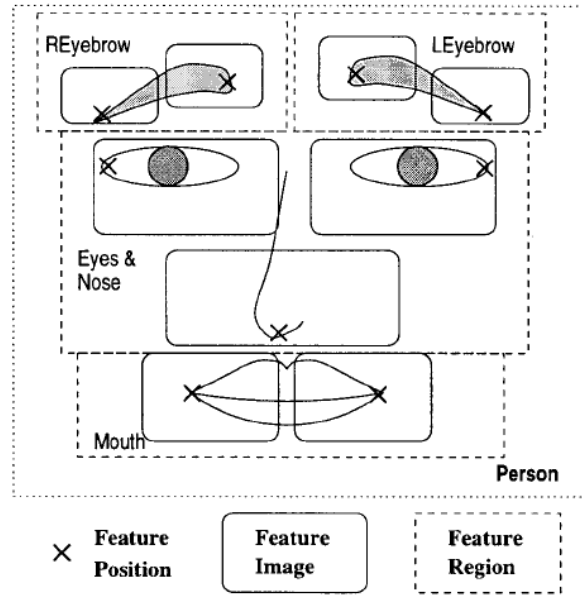 REyebrow
LEyebrow
Eyes &
Nose
Mouth
Person
Feature
Position
Feature
Image
Feature
Region